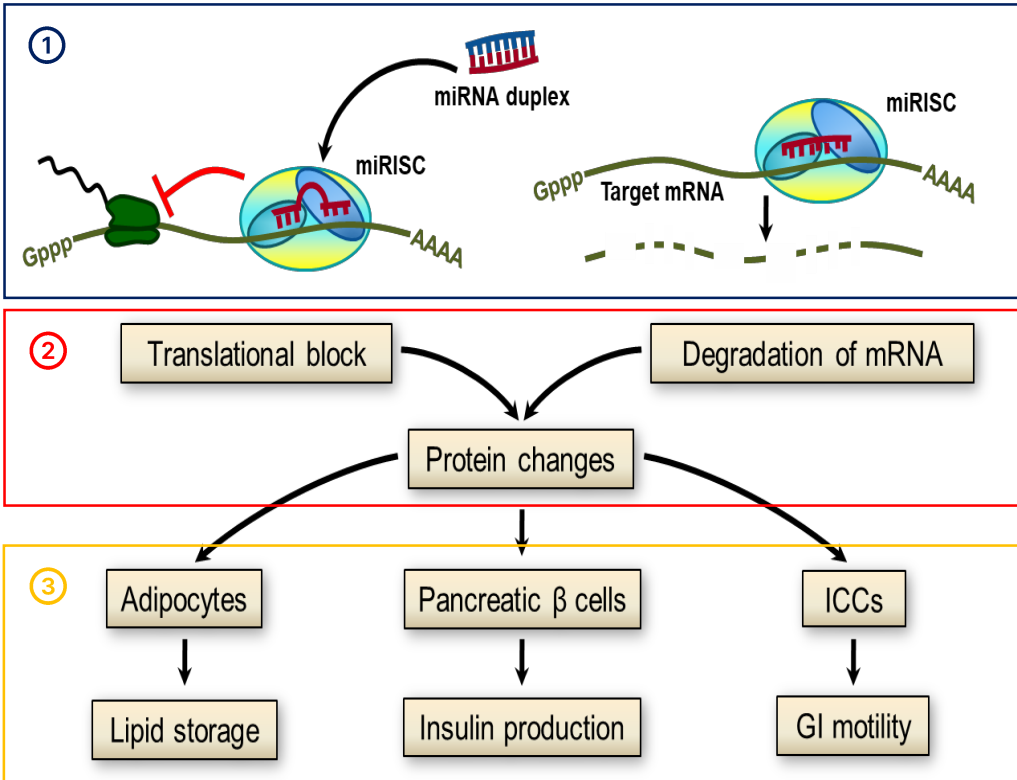 1
miRNA duplex
miRISC
miRISC
Gppp
AAAA
Gppp
Target mRNA
AAAA
2
Translational block
Degradation of mRNA
Protein changes
3
Adipocytes
Pancreatic β cells
ICCs
Lipid storage
Insulin production
GI motility